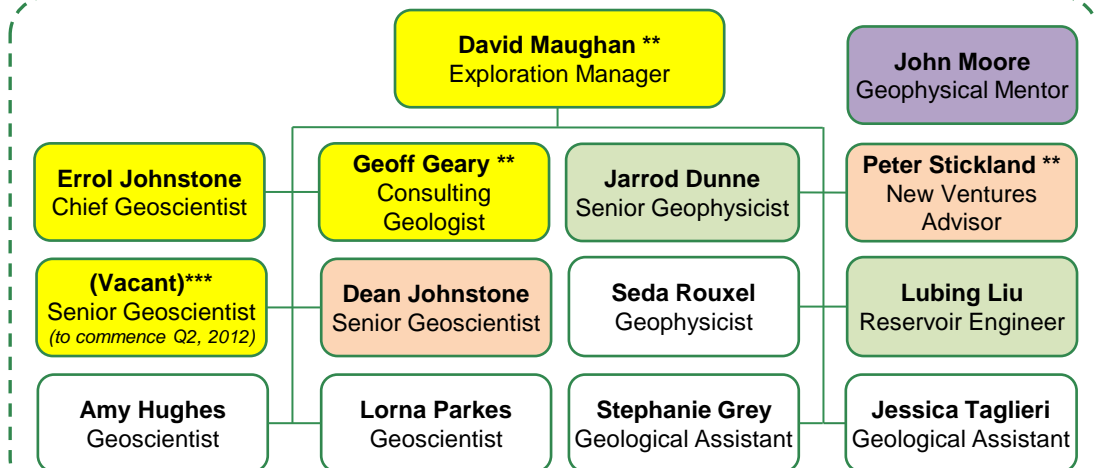 David Maughan **
Exploration Manager
John Moore
Geophysical Mentor
Errol Johnstone
Chief Geoscientist
Geoff Geary **
Consulting
Geologist
Jarrod Dunne
Senior Geophysicist
Peter Stickland **
New Ventures
Advisor
(Vacant)***
Senior Geoscientist
(to commence Q2, 2012)
Dean Johnstone
Senior Geoscientist
Seda Rouxel
Geophysicist
Lubing Liu
Reservoir Engineer
Amy Hughes
Geoscientist
Lorna Parkes
Geoscientist
Stephanie Grey
Geological Assistant
Jessica Taglieri
Geological Assistant